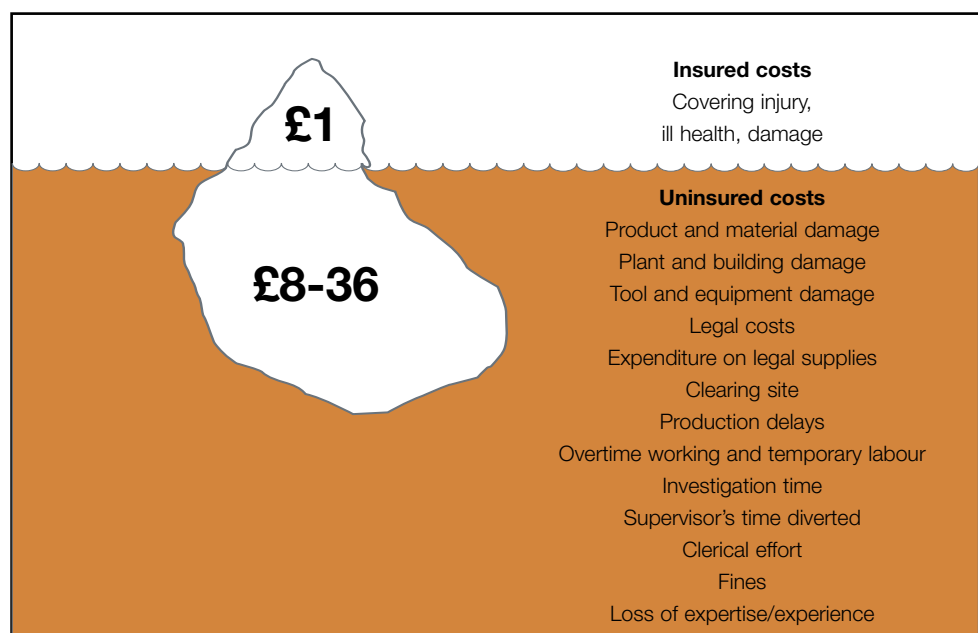 £1
Insured costs
Covering injury,
ill health, damage
£8-36
Uninsured costs
Product and material damage
Plant and building damage
Tool and equipment damage
Legal costs
Expenditure on legal supplies
Clearing site
Production delays
Overtime working and temporary labour
Investigation time
Supervisor’s time diverted
Clerical effort
Fines
Loss of expertise/experience